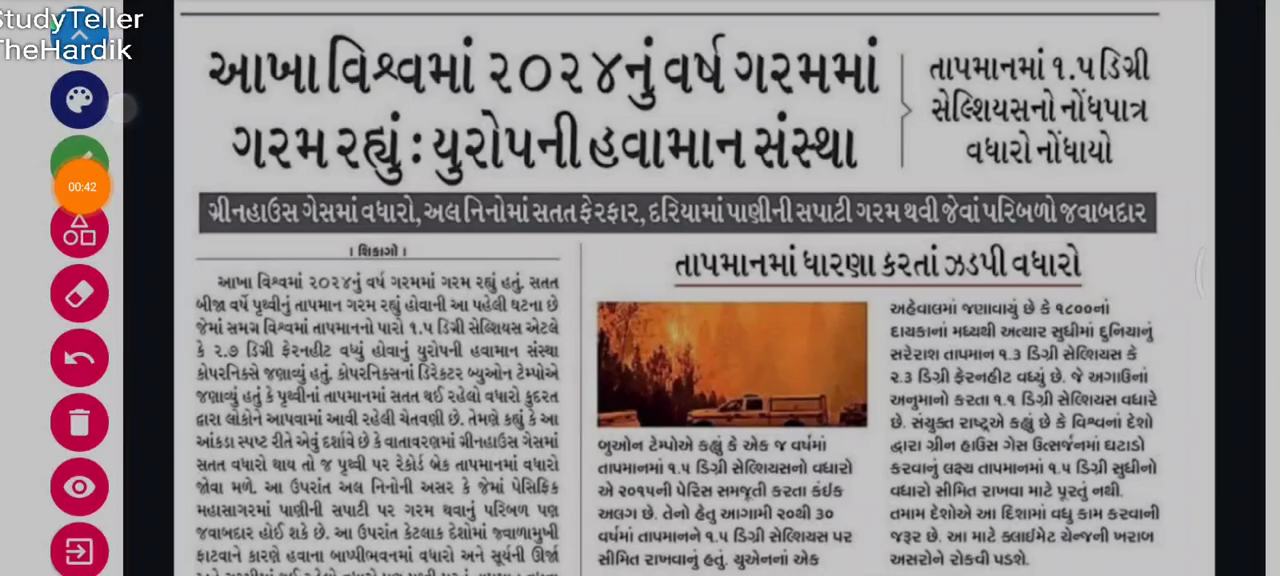 StudyTeller
TheHardik
00:42
આખા વિશ્વમાં ૨૦૨૪નું વર્ષ ગરમમાં
ગરમ રહ્યું : યુરોપની હવામાન સંસ્થા
તાપમાનમાં ૧.૫ ડિગ્રી
સેલ્શિયસનો નોંધપાત્ર
વધારો નોંધાયો
ગ્રીનહાઉસ ગેસમાં વધારો, અલ નિનોમાં સતત ફેરફાર, દરિયામાં પાણીની સપાટી ગરમ થવી જેવાં પરિબળો જવાબદાર
। શિકાગો ।
આખા વિશ્વમાં ૨૦૨૪નું વર્ષ ગરમમાં ગરમ રહ્યું હતું. સતત
બીજા વર્ષે પૃથ્વીનું તાપમાન ગરમ રહ્યું હોવાની આ પહેલી ઘટના છે
જેમાં સમગ્ર વિશ્વમાં તાપમાનનો પારો ૧.૫ ડિગ્રી સેલ્શિયસ એટલે
કે ૨.૭ ડિગ્રી ફેરનહીટ વધ્યું હોવાનું યુરોપની હવામાન સંસ્થા
કોપરનિક્સે જણાવ્યું હતું. કોપરનિક્સનાં ડિરેક્ટર બ્યુઓન ટેમ્પોએ
જણાવ્યું હતું કે પૃથ્વીનાં તાપમાનમાં સતત થઈ રહેલો વધારો કુદરત
દ્વારા લોકોને આપવામાં આવી રહેલી ચેતવણી છે. તેમણે કહ્યું કે આ
આંકડા સ્પષ્ટ રીતે એવું દર્શાવે છે કે વાતાવરણમાં ગ્રીનહાઉસ ગેસમાં
સતત વધારો થાય તો જ પૃથ્વી પર રેકોર્ડ બ્રેક તાપમાનમાં વધારો
જોવા મળે. આ ઉપરાંત અલ નિનોની અસર કે જેમાં પેસિફિક
મહાસાગરમાં પાણીની સપાટી પર ગરમ થવાનું પરિબળ પણ
જવાબદાર હોઈ શકે છે. આ ઉપરાંત કેટલાક દેશોમાં જ્વાળામુખી
ફાટવાને કારણે હવાના બાષ્પીભવનમાં વધારો અને સૂર્યની ઊર્જા
તાપમાનમાં ધારણા કરતાં ઝડપી વધારો
બુઓન ટેમ્પોએ કહ્યું કે એક જ વર્ષમાં
તાપમાનમાં ૧.૫ ડિગ્રી સેલ્શિયસનો વધારો
એ ૨૦૧૫ની પેરિસ સમજૂતી કરતા કંઈક
અલગ છે. તેનો હેતુ આગામી ૨૦થી ૩૦
વર્ષમાં તાપમાનને ૧.૫ ડિગ્રી સેલ્શિયસ પર
સીમિત રાખવાનું હતું. યુએનનાં એક
અહેવાલમાં જણાવાયું છે કે ૧૮૦૦નાં
દાયકાનાં મધ્યથી અત્યાર સુધીમાં દુનિયાનું
સરેરાશ તાપમાન ૧.૩ ડિગ્રી સેલ્શિયસ કે
૨.૩ ડિગ્રી ફેરનહીટ વધ્યું છે. જે અગાઉનાં
અનુમાનો કરતા ૧.૧ ડિગ્રી સેલ્શિયસ વધારે
છે. સંયુક્ત રાષ્ટ્રએ કહ્યું છે કે વિશ્વનાં દેશો
દ્વારા ગ્રીન હાઉસ ગેસ ઉત્સર્જનમાં ઘટાડો
કરવાનું લક્ષ્ય તાપમાનમાં ૧.૫ ડિગ્રી સુધીનો
વધારો સીમિત રાખવા માટે પૂરતું નથી.
તમામ દેશોએ આ દિશામાં વધુ કામ કરવાની
જરૂર છે. આ માટે ક્લાઈમેટ ચેન્જની ખરાબ
અસરોને રોકવી પડશે.